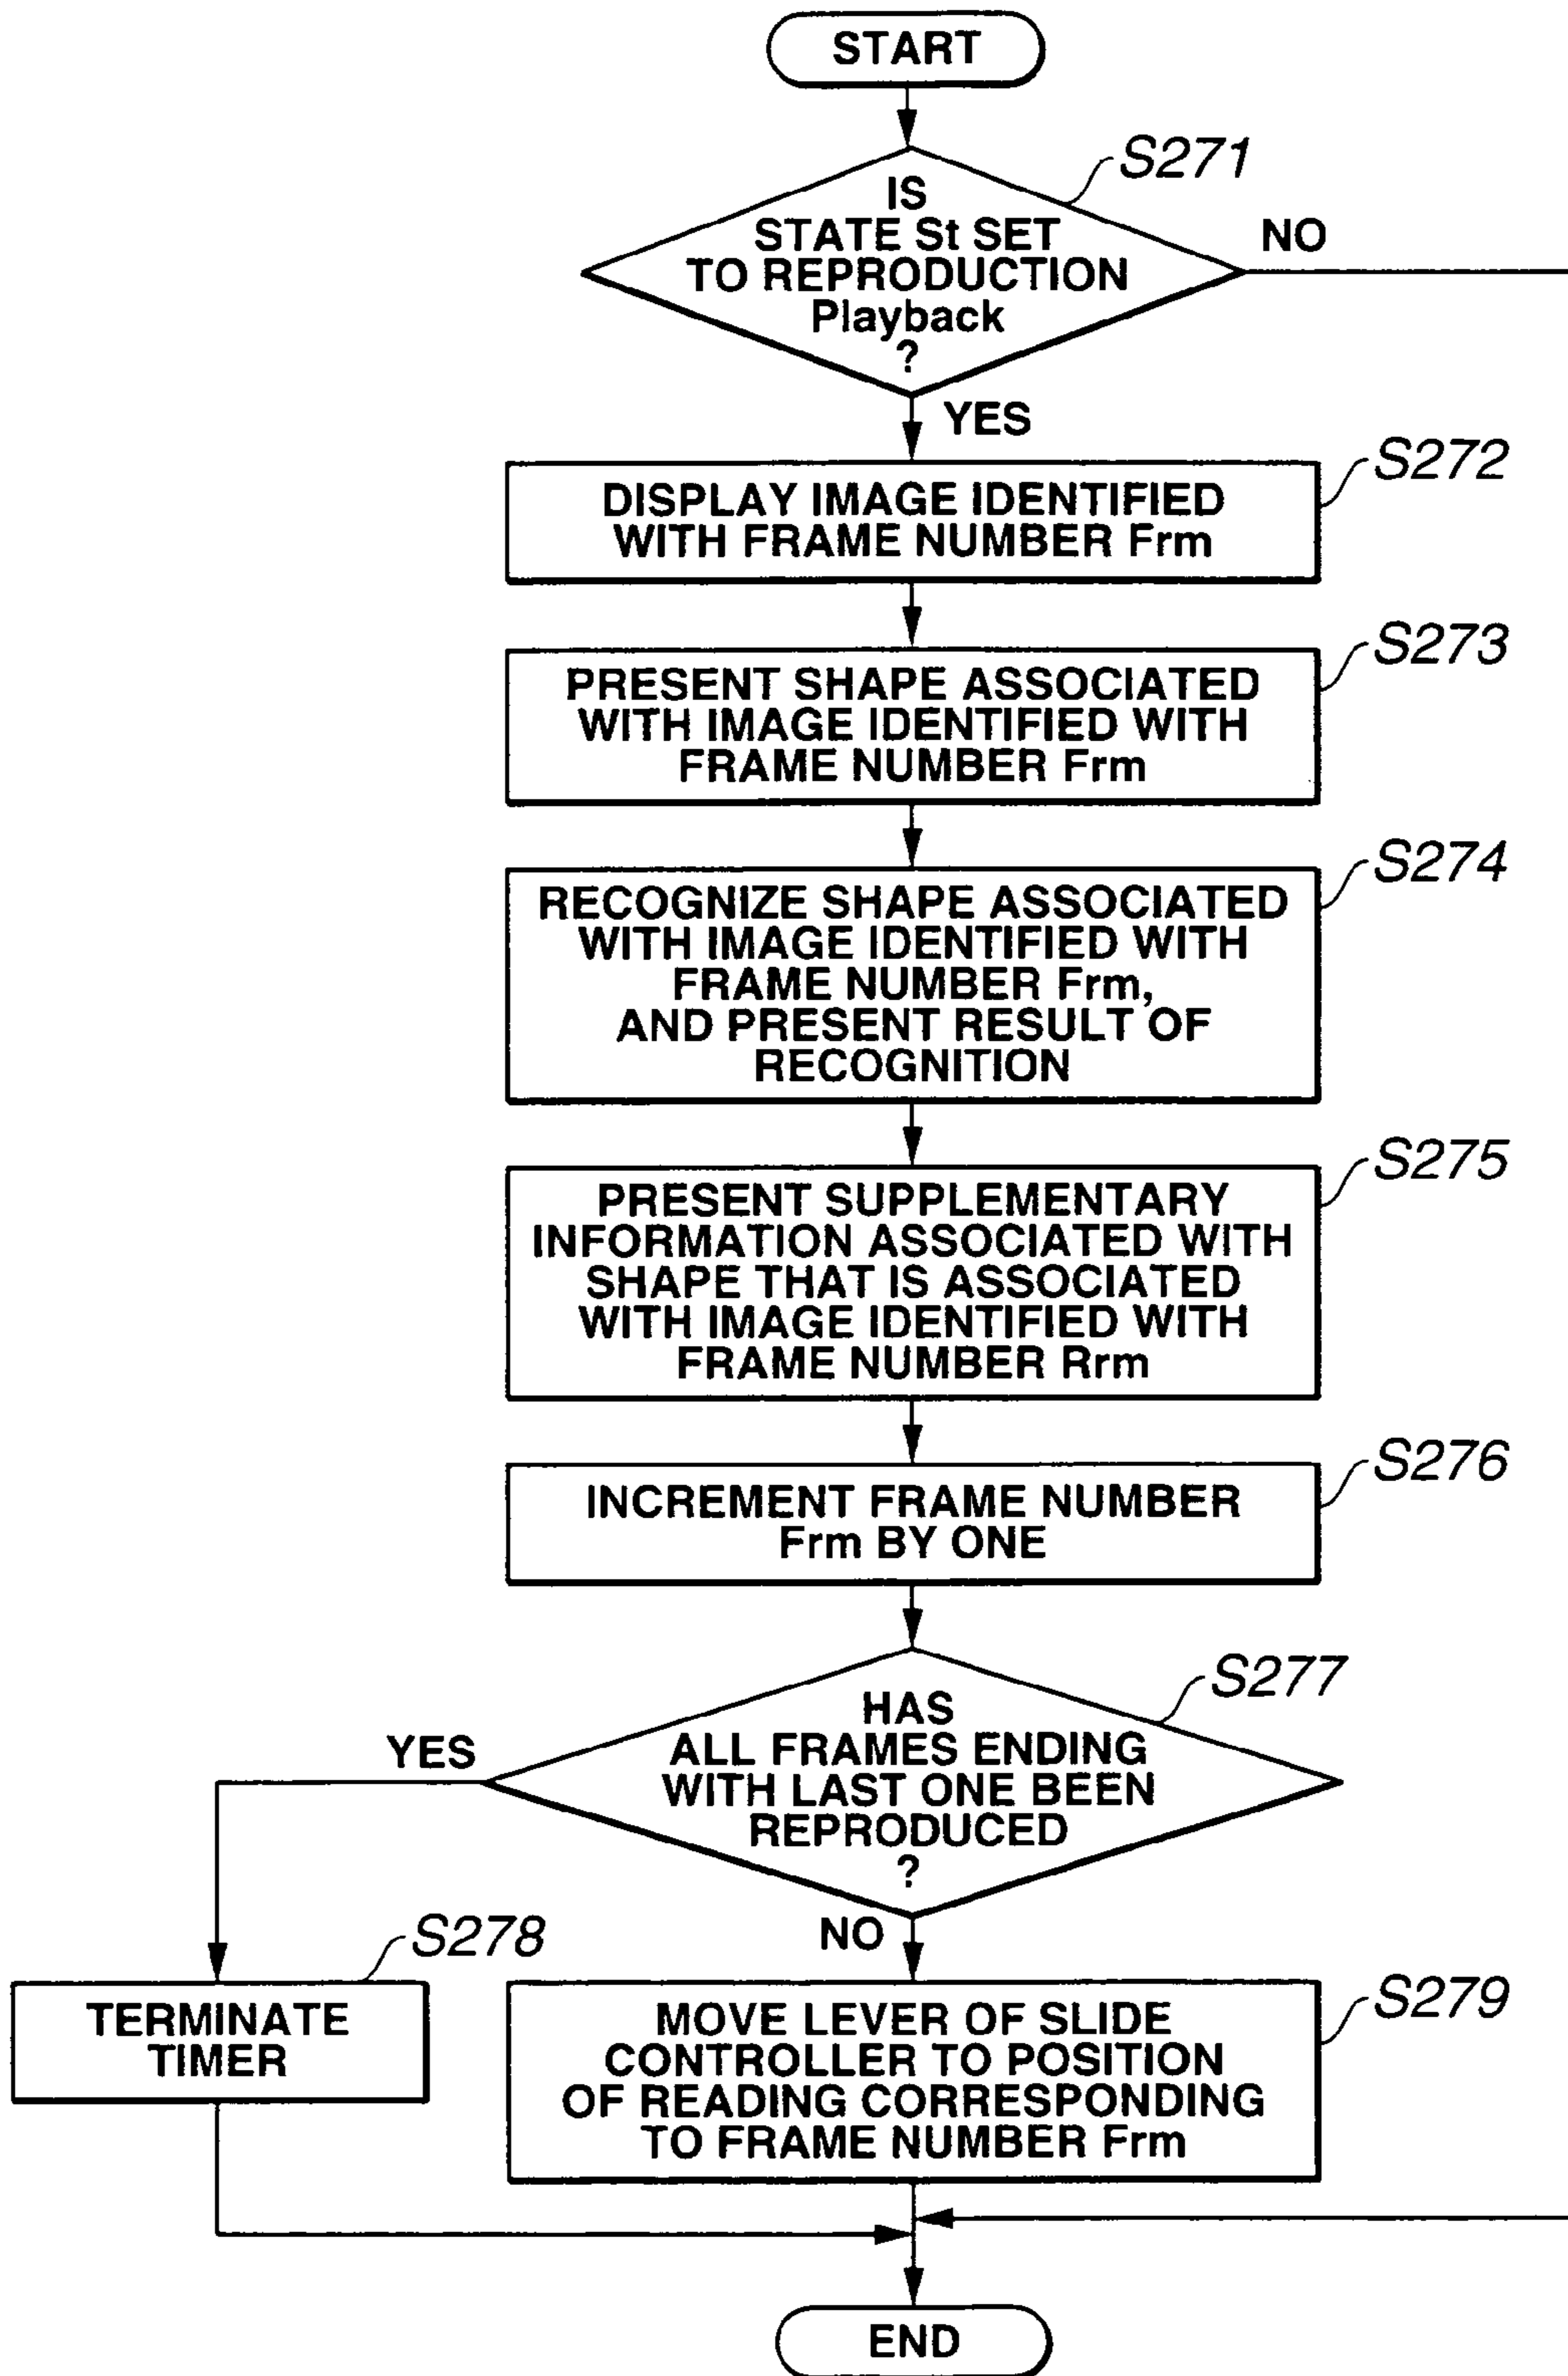 START
S271
IS
STATE St SET
TO REPRODUCTION
Playback
?
NO
YES
S272
DISPLAY IMAGE IDENTIFIED
WITH FRAME NUMBER Frm
S273
PRESENT SHAPE ASSOCIATED
WITH IMAGE IDENTIFIED WITH
FRAME NUMBER Frm
S274
RECOGNIZE SHAPE ASSOCIATED
WITH IMAGE IDENTIFIED WITH
FRAME NUMBER Frm,
AND PRESENT RESULT OF
RECOGNITION
S275
PRESENT SUPPLEMENTARY
INFORMATION ASSOCIATED WITH
SHAPE THAT IS ASSOCIATED
WITH IMAGE IDENTIFIED WITH
FRAME NUMBER Rrm
S276
INCREMENT FRAME NUMBER
Frm BY ONE
S277
HAS
ALL FRAMES ENDING
WITH LAST ONE BEEN
REPRODUCED
?
YES
NO
S278
TERMINATE
TIMER
S279
MOVE LEVER OF SLIDE
CONTROLLER TO POSITION
OF READING CORRESPONDING
TO FRAME NUMBER Frm
END